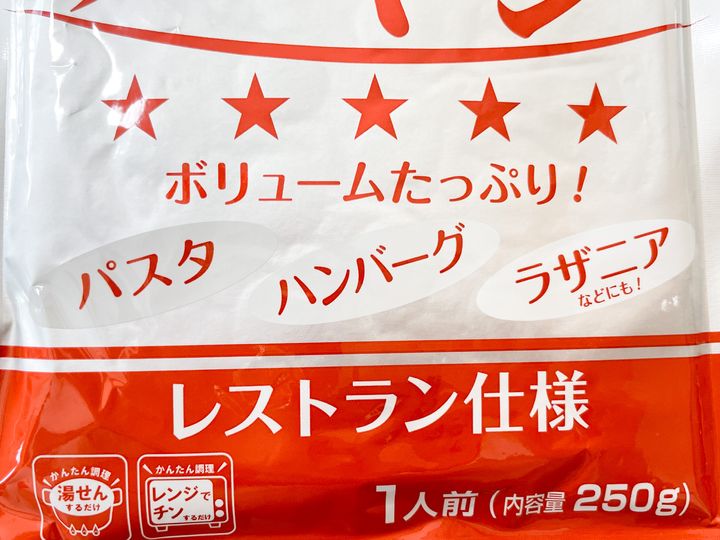 ボリュームたっぷり!
パスタ
ハンバーグ
ラザニア
などにも!
レストラン仕様
かんたん調理
湯せん
するだけ
かんたん調理
レンジで
チンするだけ
1人前(内容量 250g)